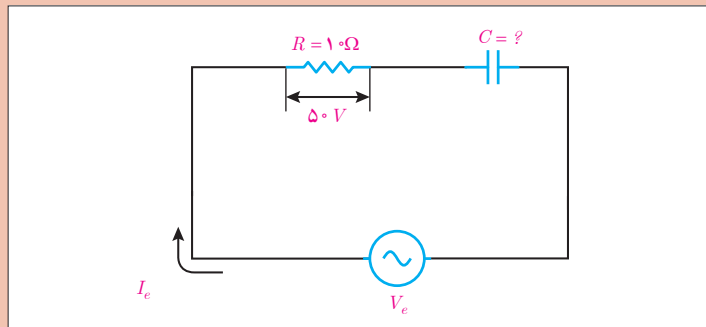 R = ۱۰Ω
C = ?
۵۰ V
I_e
V_e